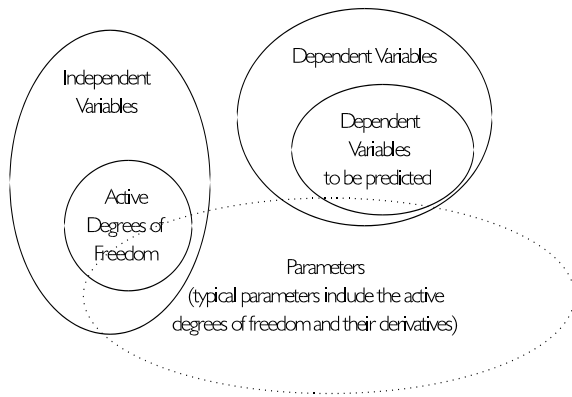 Independent
Variables
Dependent Variables
Dependent
Variables
to be predicted
Active
Degrees of
Freedom
Parameters
(typical parameters include the active
degrees of freedom and their derivatives)